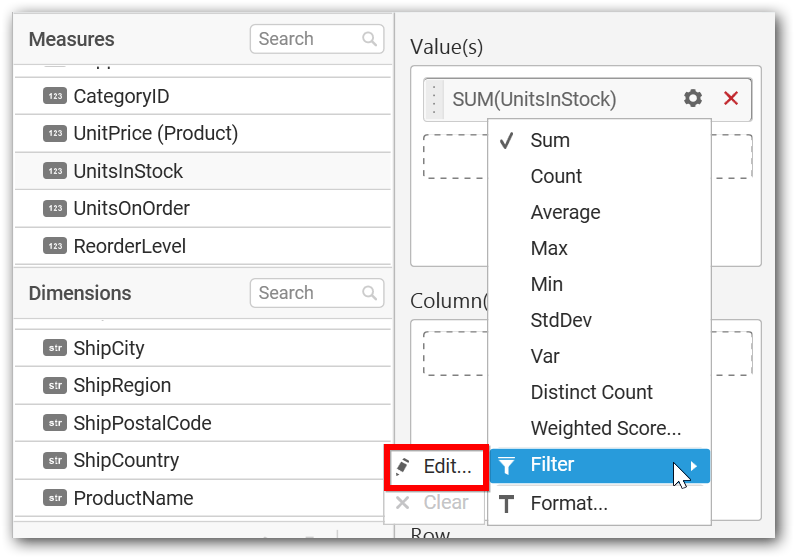 Measures
Search
123 CategoryID
123 UnitPrice (Product)
123 UnitsInStock
123 UnitsOnOrder
123 ReorderLevel
Dimensions
Search
str ShipCity
str ShipRegion
str ShipPostalCode
str ShipCountry
str ProductName
Value(s)
SUM(UnitsInStock)
Sum
Count
Average
Max
Min
StdDev
Var
Distinct Count
Weighted Score...
Filter
Format...
Edit...
Clear
Column(
Row